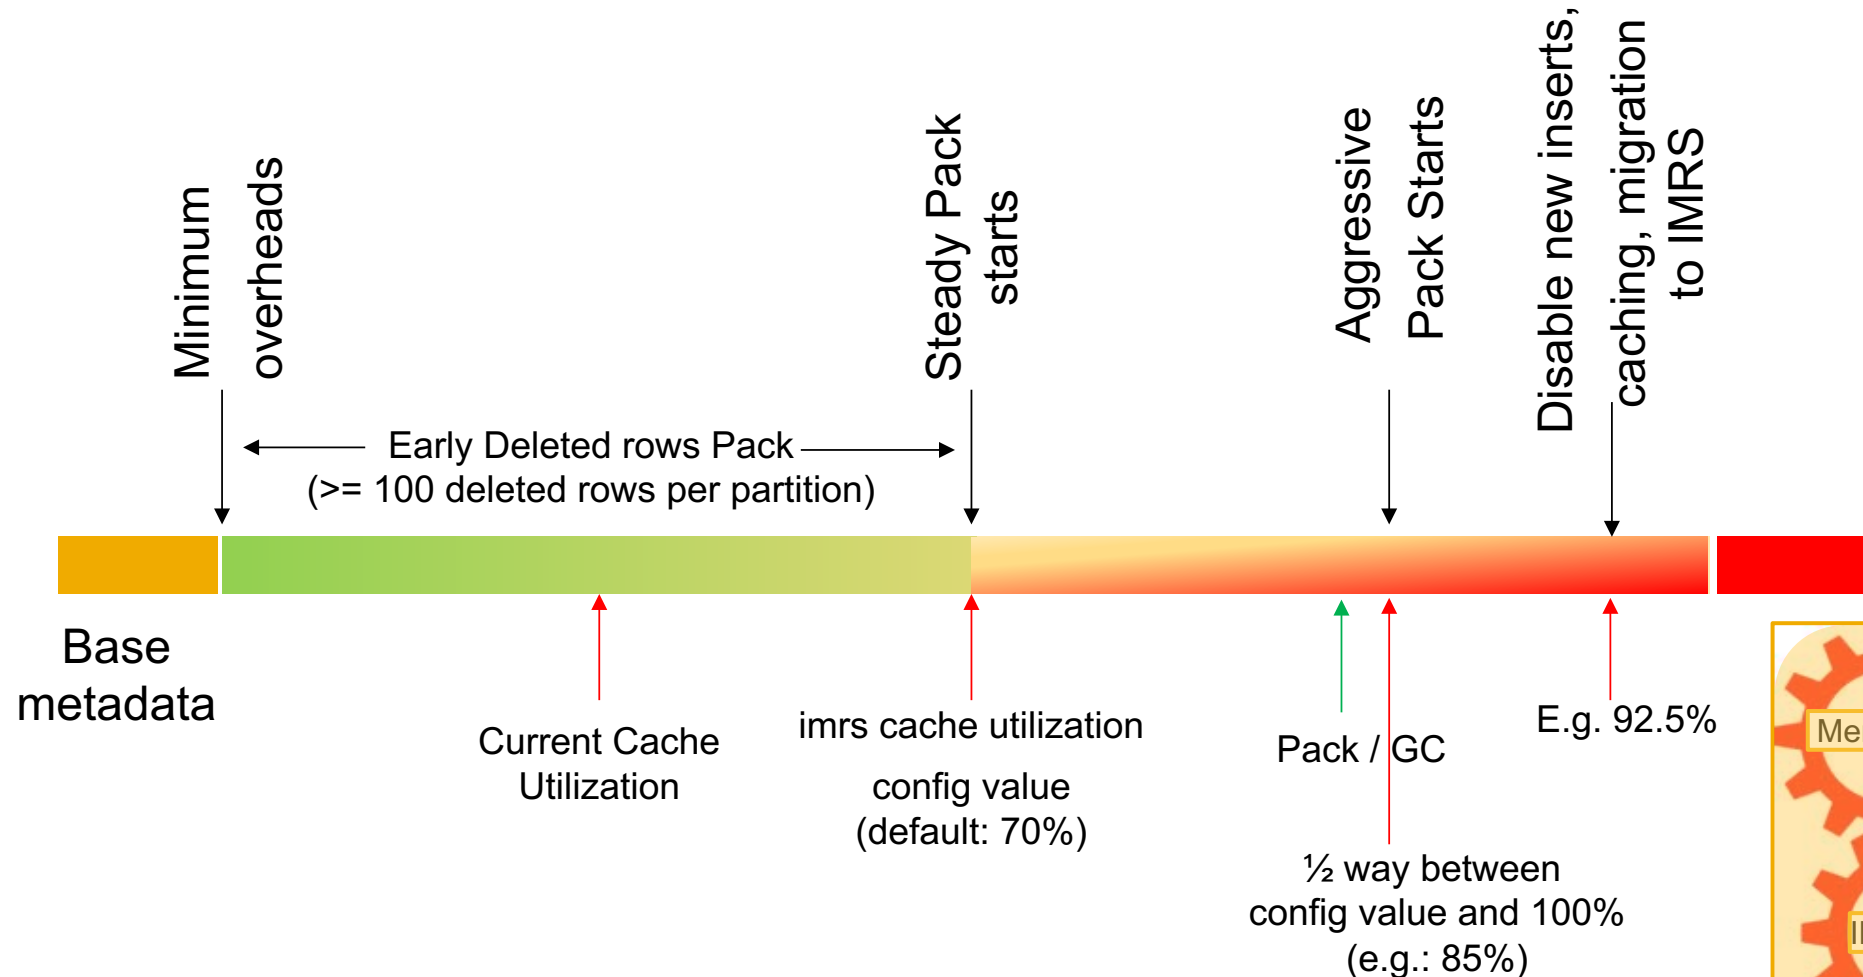 Minimum
overheads
Steady Pack
starts
Aggressive
Pack Starts
Disable new inserts,
caching, migration
to IMRS
Early Deleted rows Pack
(>= 100 deleted rows per partition)
Base
metadata
Current Cache
Utilization
imrs cache utilization
config value
(default: 70%)
Pack / GC
E.g. 92.5%
½ way between
config value and 100%
(e.g.: 85%)